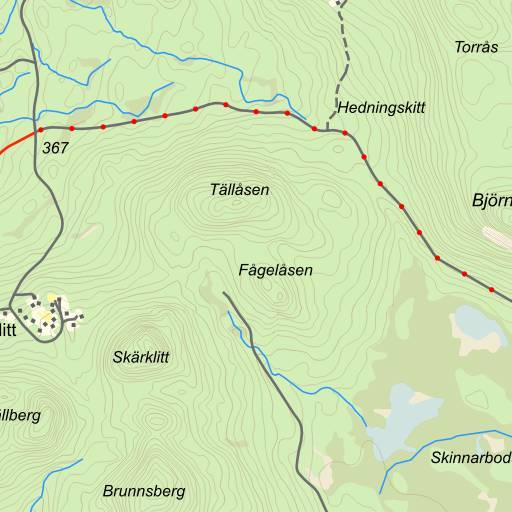 Torrås
Hedningskitt
367
Tällåsen
Björn
Fågelåsen
litt
Skärklitt
llberg
Skinnarbod
Brunnsberg